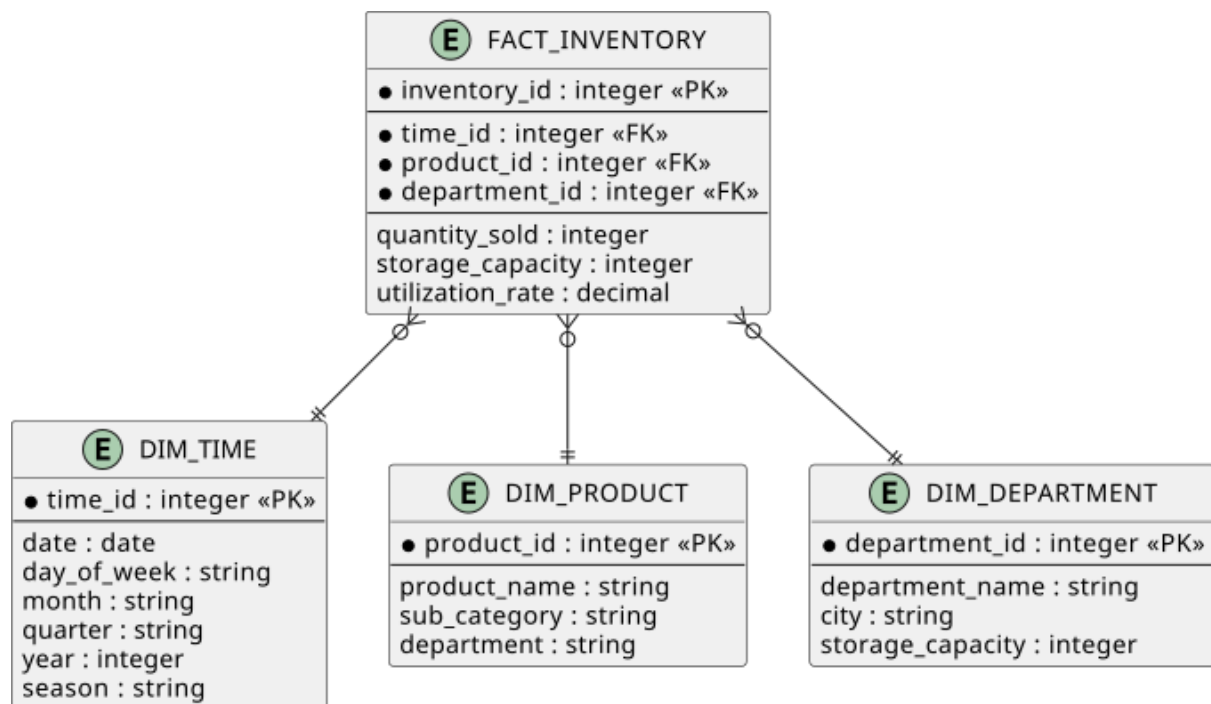 E FACT_INVENTORY
inventory_id : integer «PK»
time_id : integer «FK»
product_id : integer «FK»
department_id : integer «FK»
quantity_sold : integer
storage_capacity : integer
utilization_rate : decimal
E DIM_TIME
time_id : integer «PK»
date : date
day_of_week : string
month : string
quarter : string
year : integer
season : string
E DIM_PRODUCT
product_id : integer «PK»
product_name : string
sub_category : string
department : string
E DIM_DEPARTMENT
department_id : integer «PK»
department_name : string
city : string
storage_capacity : integer